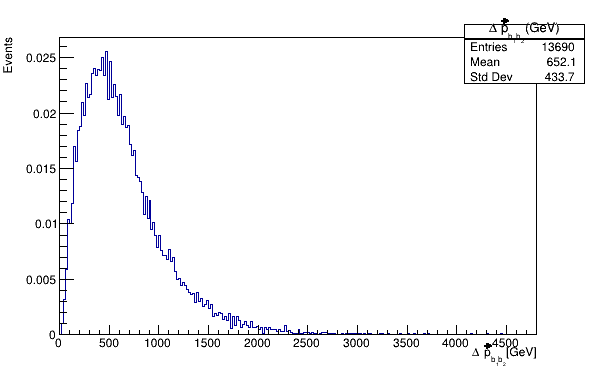 Δ p⃗ b₁b₂ (GeV)
Entries 13690
Mean 652.1
Std Dev 433.7
Events
0.025
0.02
0.015
0.01
0.005
0
0 500 1000 1500 2000 2500 3000 3500 4000 4500
Δ p⃗ b₁b₂ [GeV]